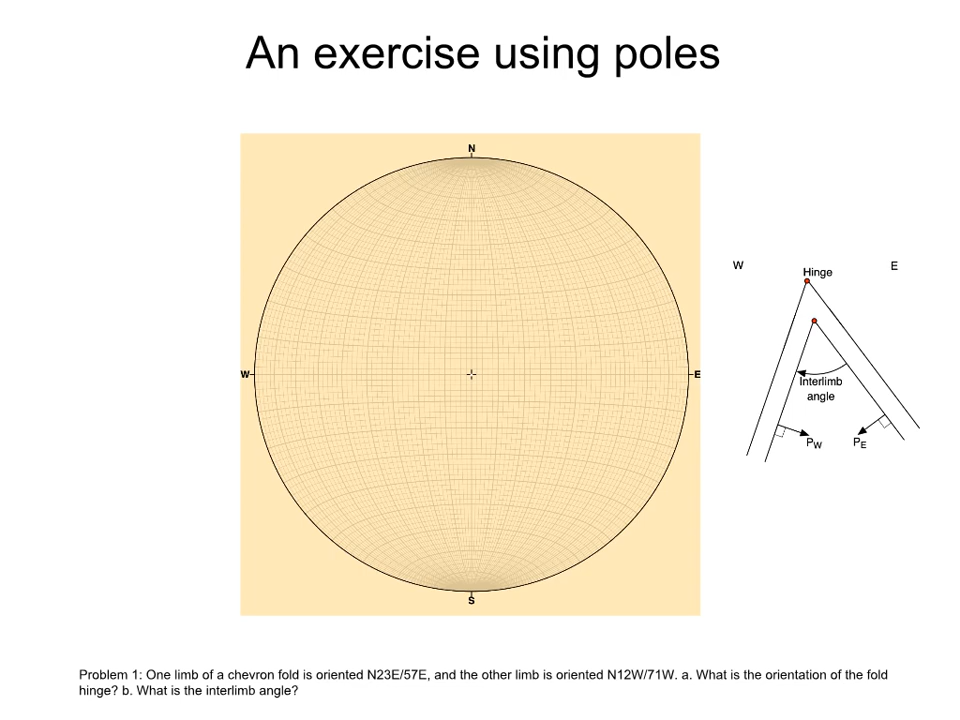 An exercise using poles
N
W
E
S
W
E
Hinge
Interlimb
angle
PW
PE
Problem 1: One limb of a chevron fold is oriented N23E/57E, and the other limb is oriented N12W/71W. a. What is the orientation of the fold
hinge? b. What is the interlimb angle?